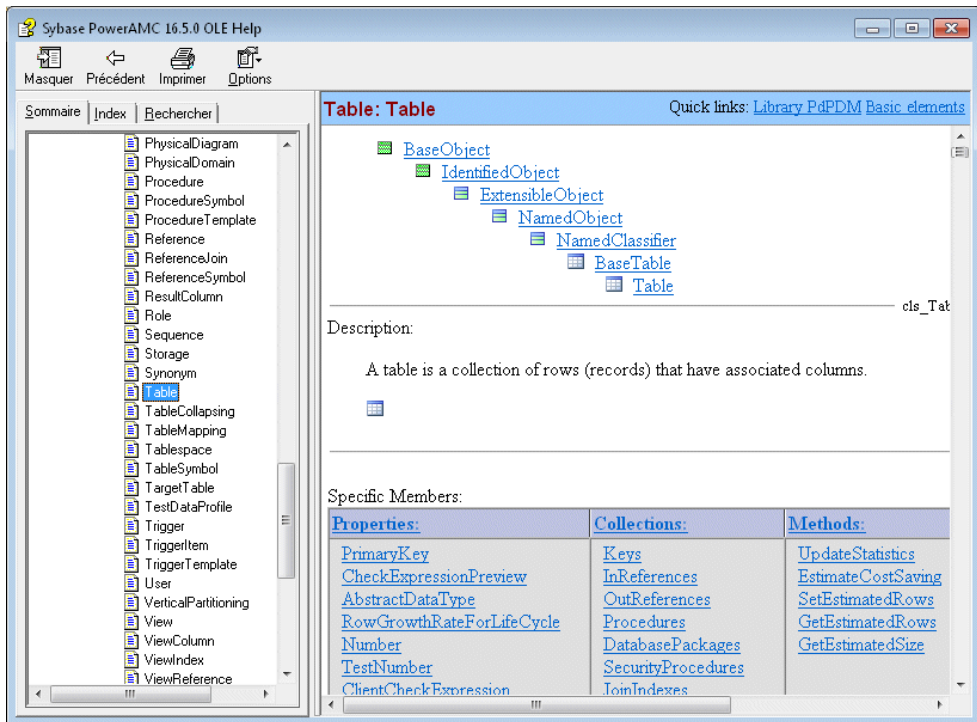 Sybase PowerAMC 16.5.0 OLE Help
Masquer Précédent Imprimer Options
Sommaire Index Rechercher
PhysicalDiagram
PhysicalDomain
Procedure
ProcedureSymbol
ProcedureTemplate
Reference
ReferenceJoin
ReferenceSymbol
ResultColumn
Role
Sequence
Storage
Synonym
Table
TableCollapsing
TableMapping
Tablespace
TableSymbol
TargetTable
TestDataProfile
Trigger
TriggerItem
TriggerTemplate
User
VerticalPartitioning
View
ViewColumn
ViewIndex
ViewReference
Table: Table Quick links: Library PdPDM Basic elements
BaseObject
IdentifiedObject
ExtensibleObject
NamedObject
NamedClassifier
BaseTable
Table
cls_Tab
Description:
A table is a collection of rows (records) that have associated columns.
Specific Members:
Properties: Collections: Methods:
PrimaryKey Keys UpdateStatistics
CheckExpressionPreview InReferences EstimateCostSaving
AbstractDataType OutReferences SetEstimatedRows
RowGrowthRateForLifeCycle Procedures GetEstimatedRows
Number DatabasePackages GetEstimatedSize
TestNumber SecurityProcedures
ClientCheckExpression JoinIndexes